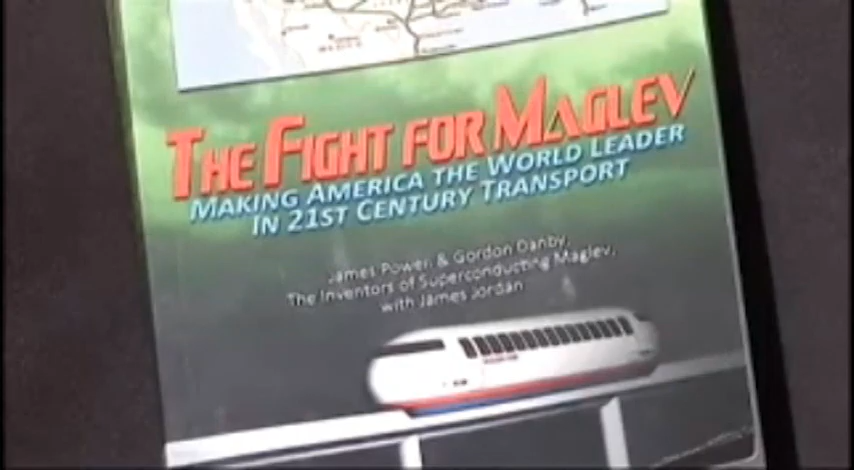 THE FIGHT FOR MAGLEV
MAKING AMERICA THE WORLD LEADER
IN 21ST CENTURY TRANSPORT
James Power & Gordon Danby,
The Inventors of Superconducting Maglev,
with James Jordan